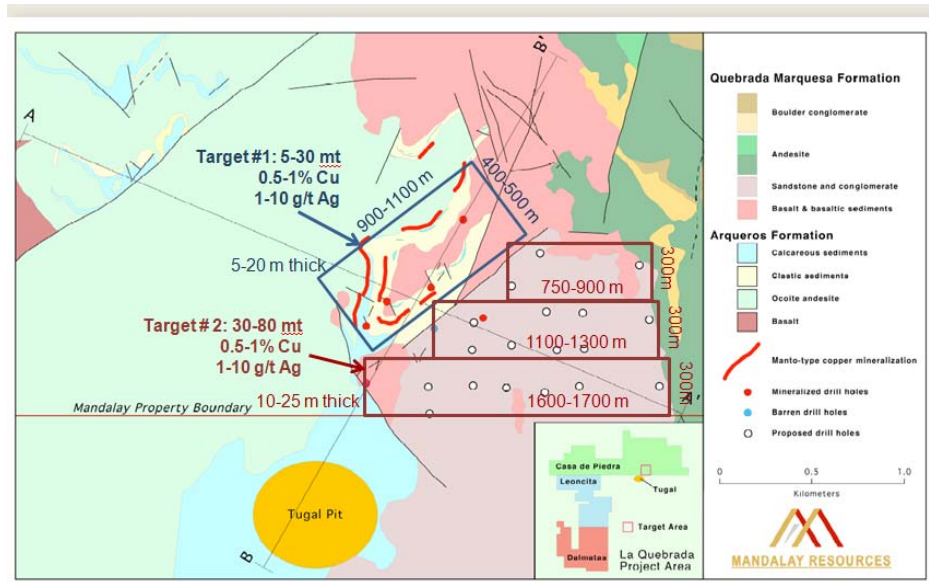 A
B'
Target #1: 5-30 mt
0.5-1% Cu
1-10 g/t Ag
900-1100 m
400-500 m
5-20 m thick
750-900 m
300m
Target # 2: 30-80 mt
0.5-1% Cu
1-10 g/t Ag
1100-1300 m
300m
10-25 m thick
1600-1700 m
300m
Mandalay Property Boundary
A'
Tugal Pit
B
Casa de Piedra
Leoncita
Tugal
Target Area
Dalmatea
La Quebrada
Project Area
Quebrada Marquesa Formation
Boulder conglomerate
Andesite
Sandstone and conglomerate
Basalt & basaltic sediments
Arqueros Formation
Calcareous sediments
Clastic sediments
Ocoite andesite
Basalt
Manto-type copper mineralization
Mineralized drill holes
Barren drill holes
Proposed drill holes
0 0.5 1.0
Kilometers
MANDALAY RESOURCES